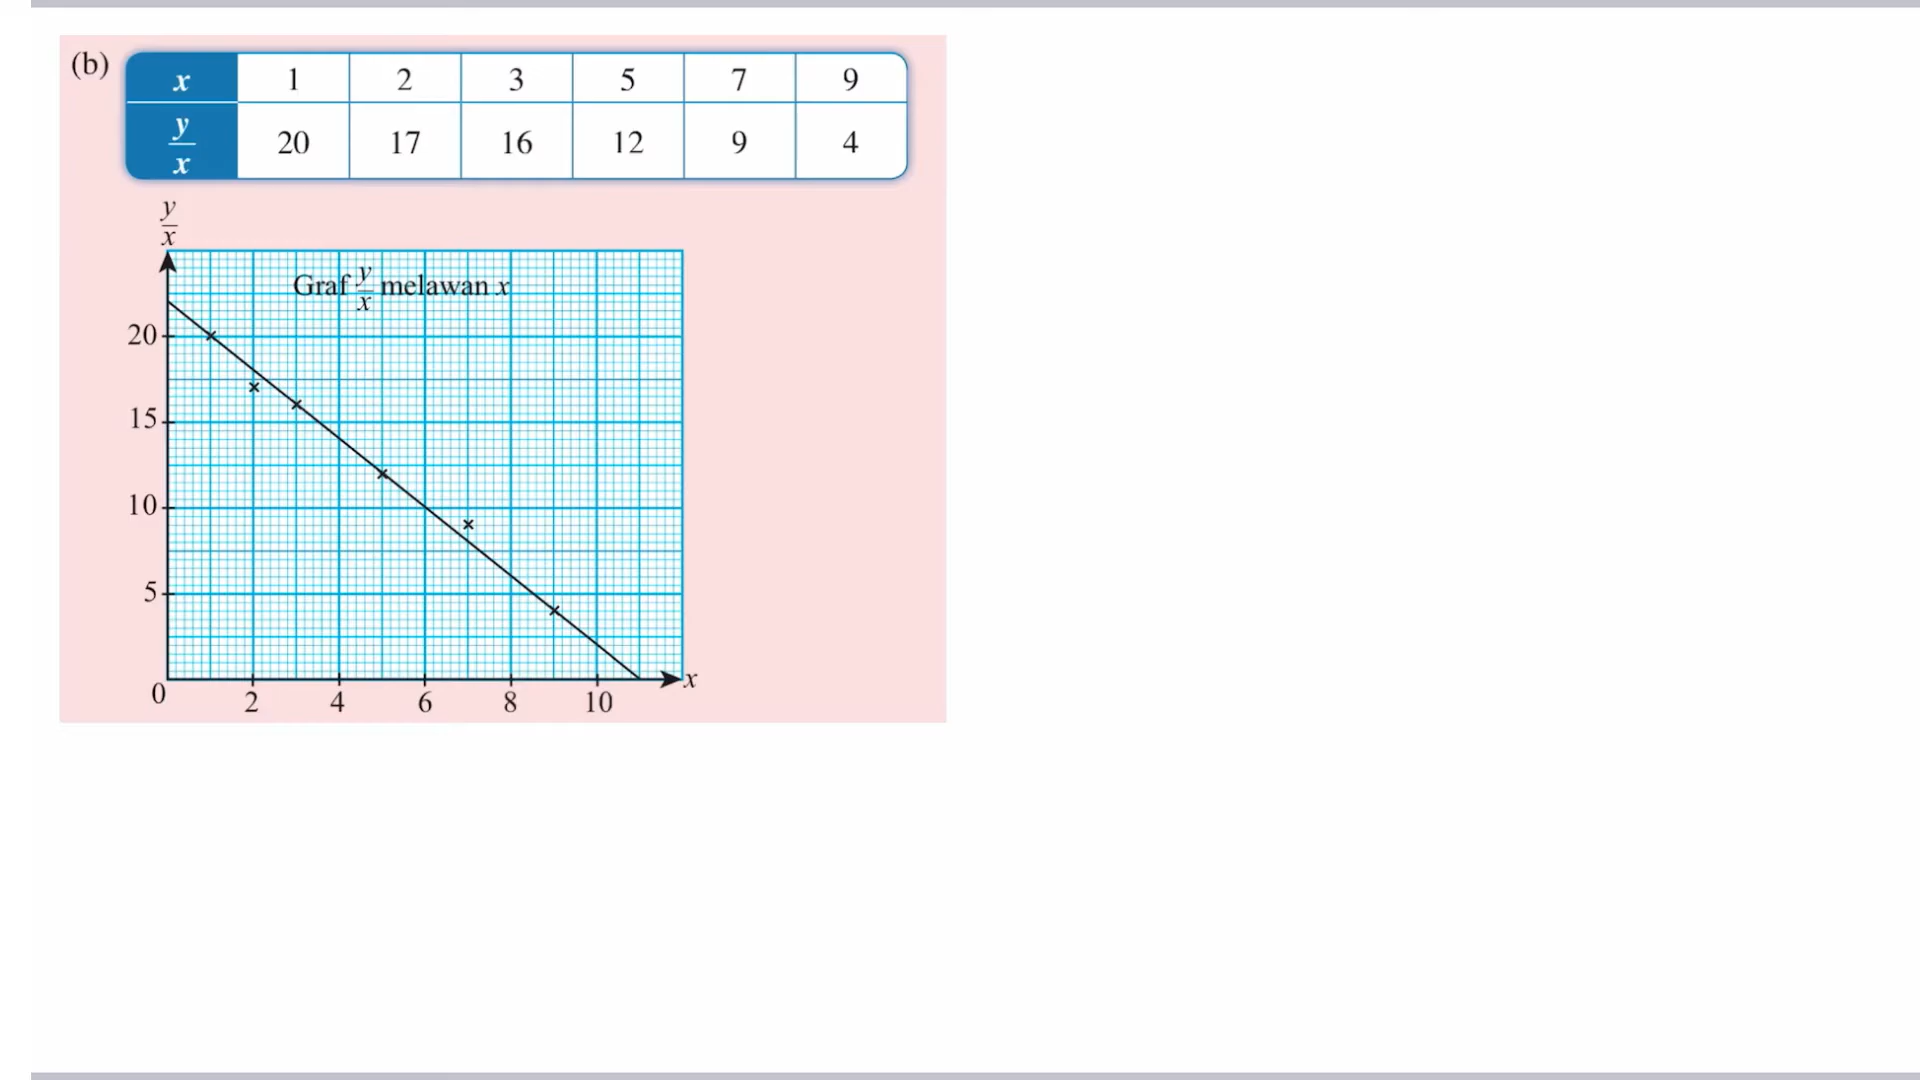 (b)
x 1 2 3 5 7 9
y/x 20 17 16 12 9 4
y/x
Graf y/x melawan x
20
15
10
5
0 2 4 6 8 10 x